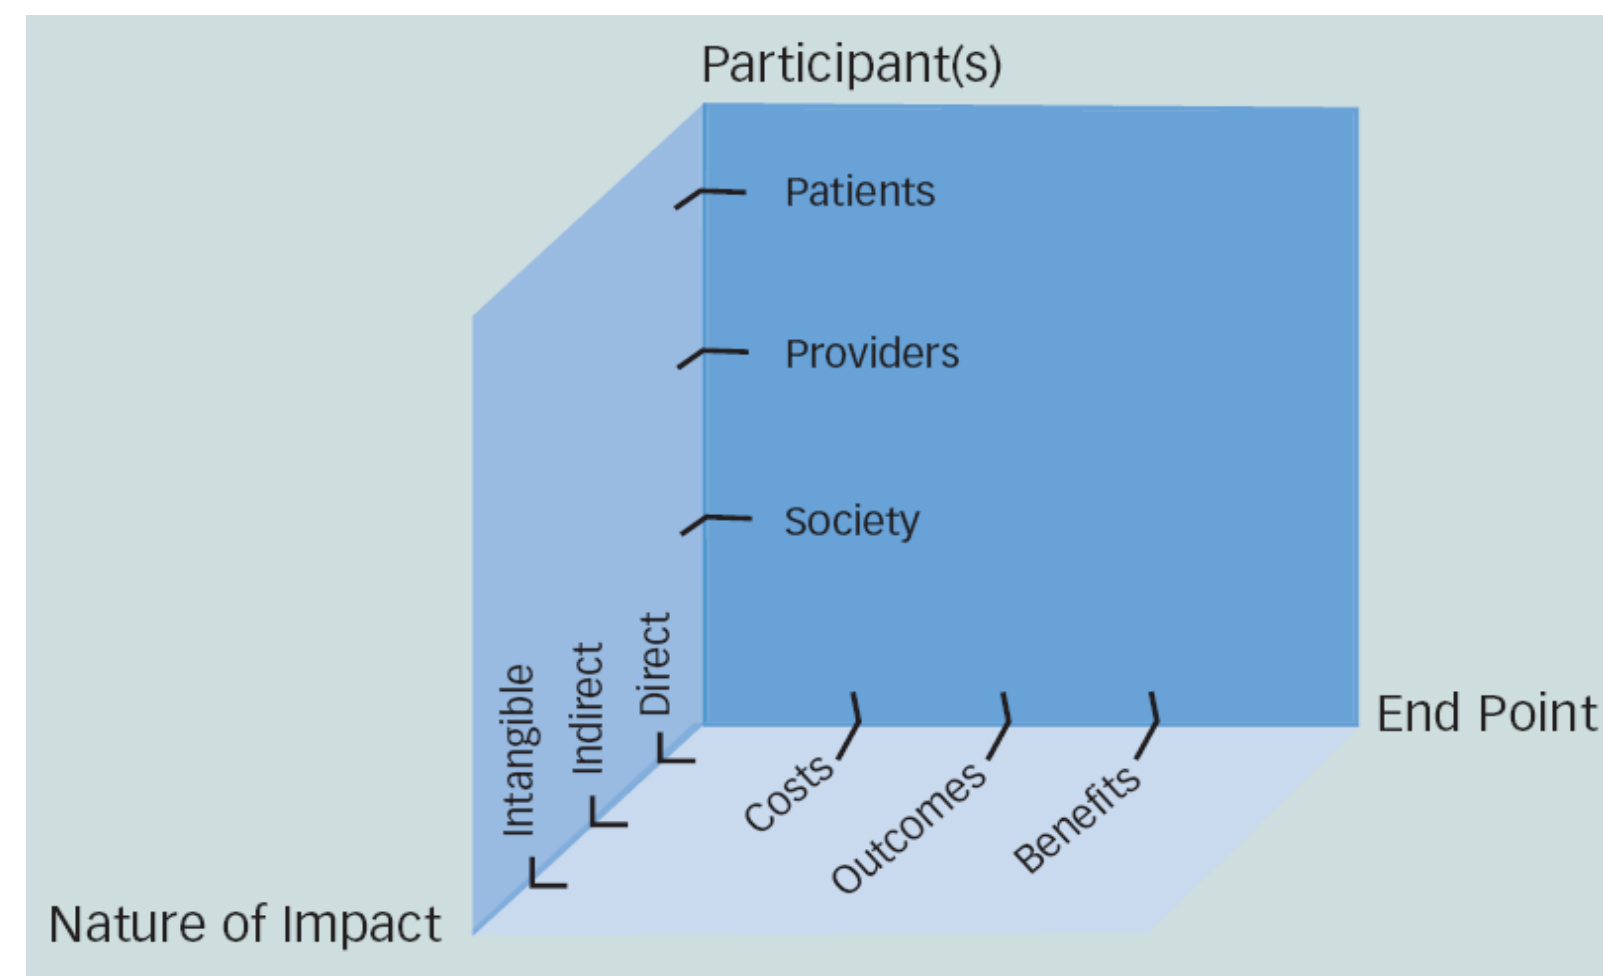 Participant(s)
Patients
Providers
Society
Direct
Indirect
Intangible
Nature of Impact
Costs
Outcomes
Benefits
End Point